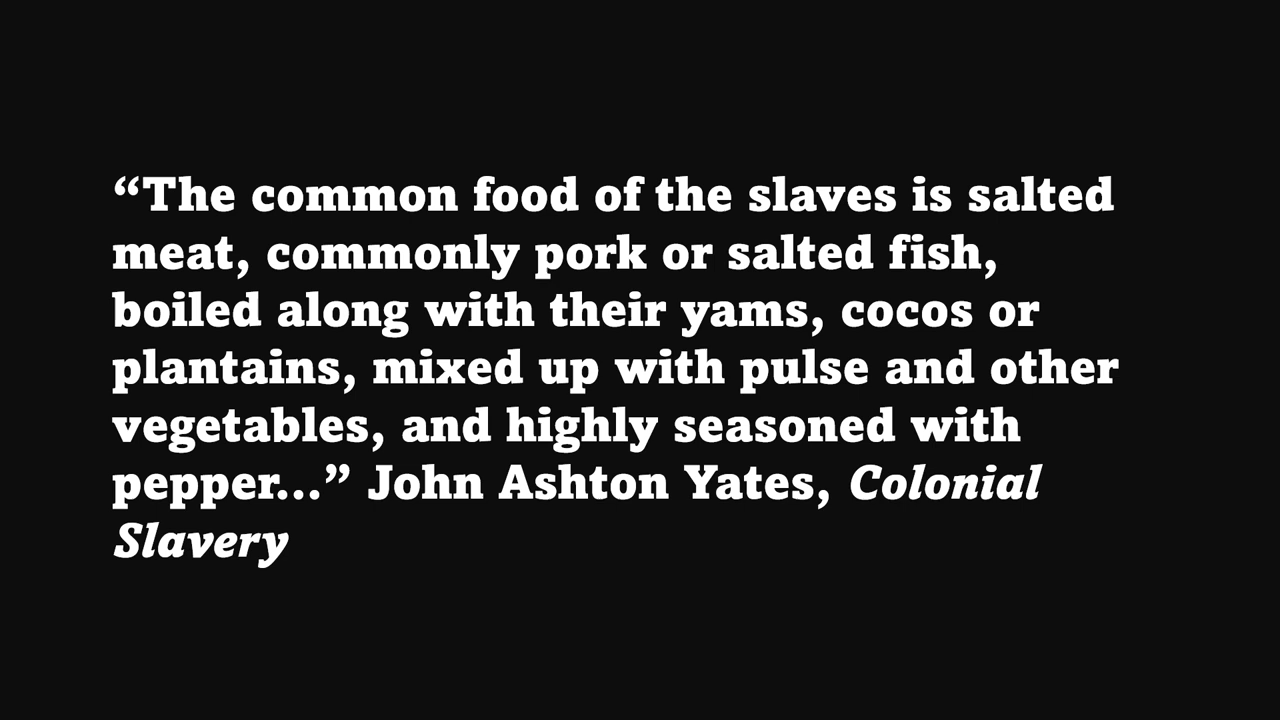 “The common food of the slaves is salted
meat, commonly pork or salted fish,
boiled along with their yams, cocos or
plantains, mixed up with pulse and other
vegetables, and highly seasoned with
pepper...” John Ashton Yates, Colonial
Slavery